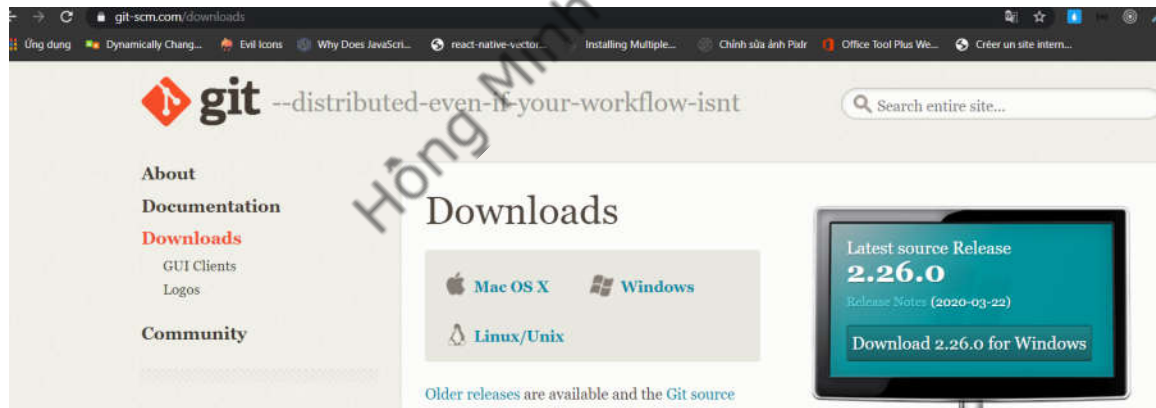 git-scm.com/downloads
Ứng dụng Dynamically Chang... Evil Icons Why Does JavaScri... react-native-vector... Installing Multiple... Chỉnh sửa ảnh Pixlr Office Tool Plus We... Créer un site intern...
git --distributed-even-if-your-workflow-isnt
Search entire site...
Hồng Minh
About
Documentation
Downloads
GUI Clients
Logos
Community
Downloads
Mac OS X Windows
Linux/Unix
Older releases are available and the Git source
Latest source Release
2.26.0
Release Notes (2020-03-22)
Download 2.26.0 for Windows